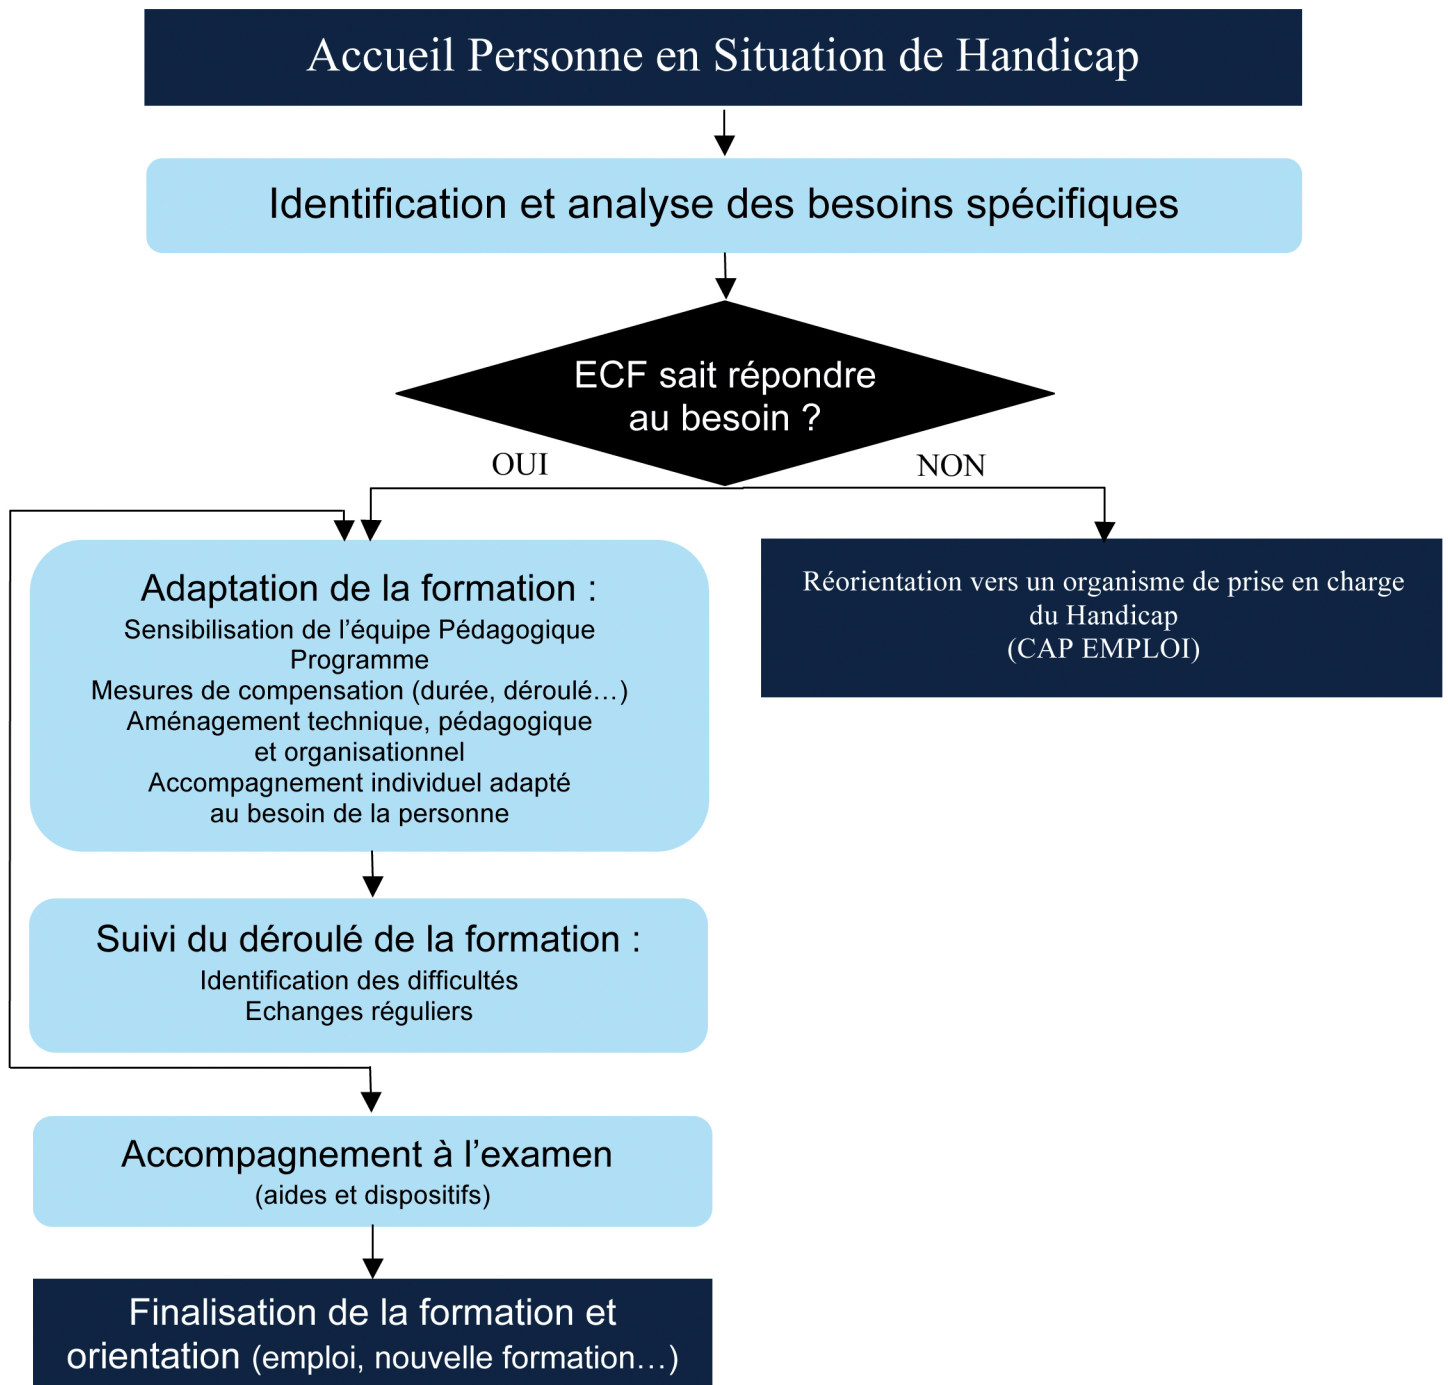 Accueil Personne en Situation de Handicap
Identification et analyse des besoins spécifiques
ECF sait répondre
au besoin ?
OUI
NON
Adaptation de la formation :
Sensibilisation de l’équipe Pédagogique
Programme
Mesures de compensation (durée, déroulé…)
Aménagement technique, pédagogique
et organisationnel
Accompagnement individuel adapté
au besoin de la personne
Réorientation vers un organisme de prise en charge
du Handicap
(CAP EMPLOI)
Suivi du déroulé de la formation :
Identification des difficultés
Echanges réguliers
Accompagnement à l’examen
(aides et dispositifs)
Finalisation de la formation et
orientation (emploi, nouvelle formation…)